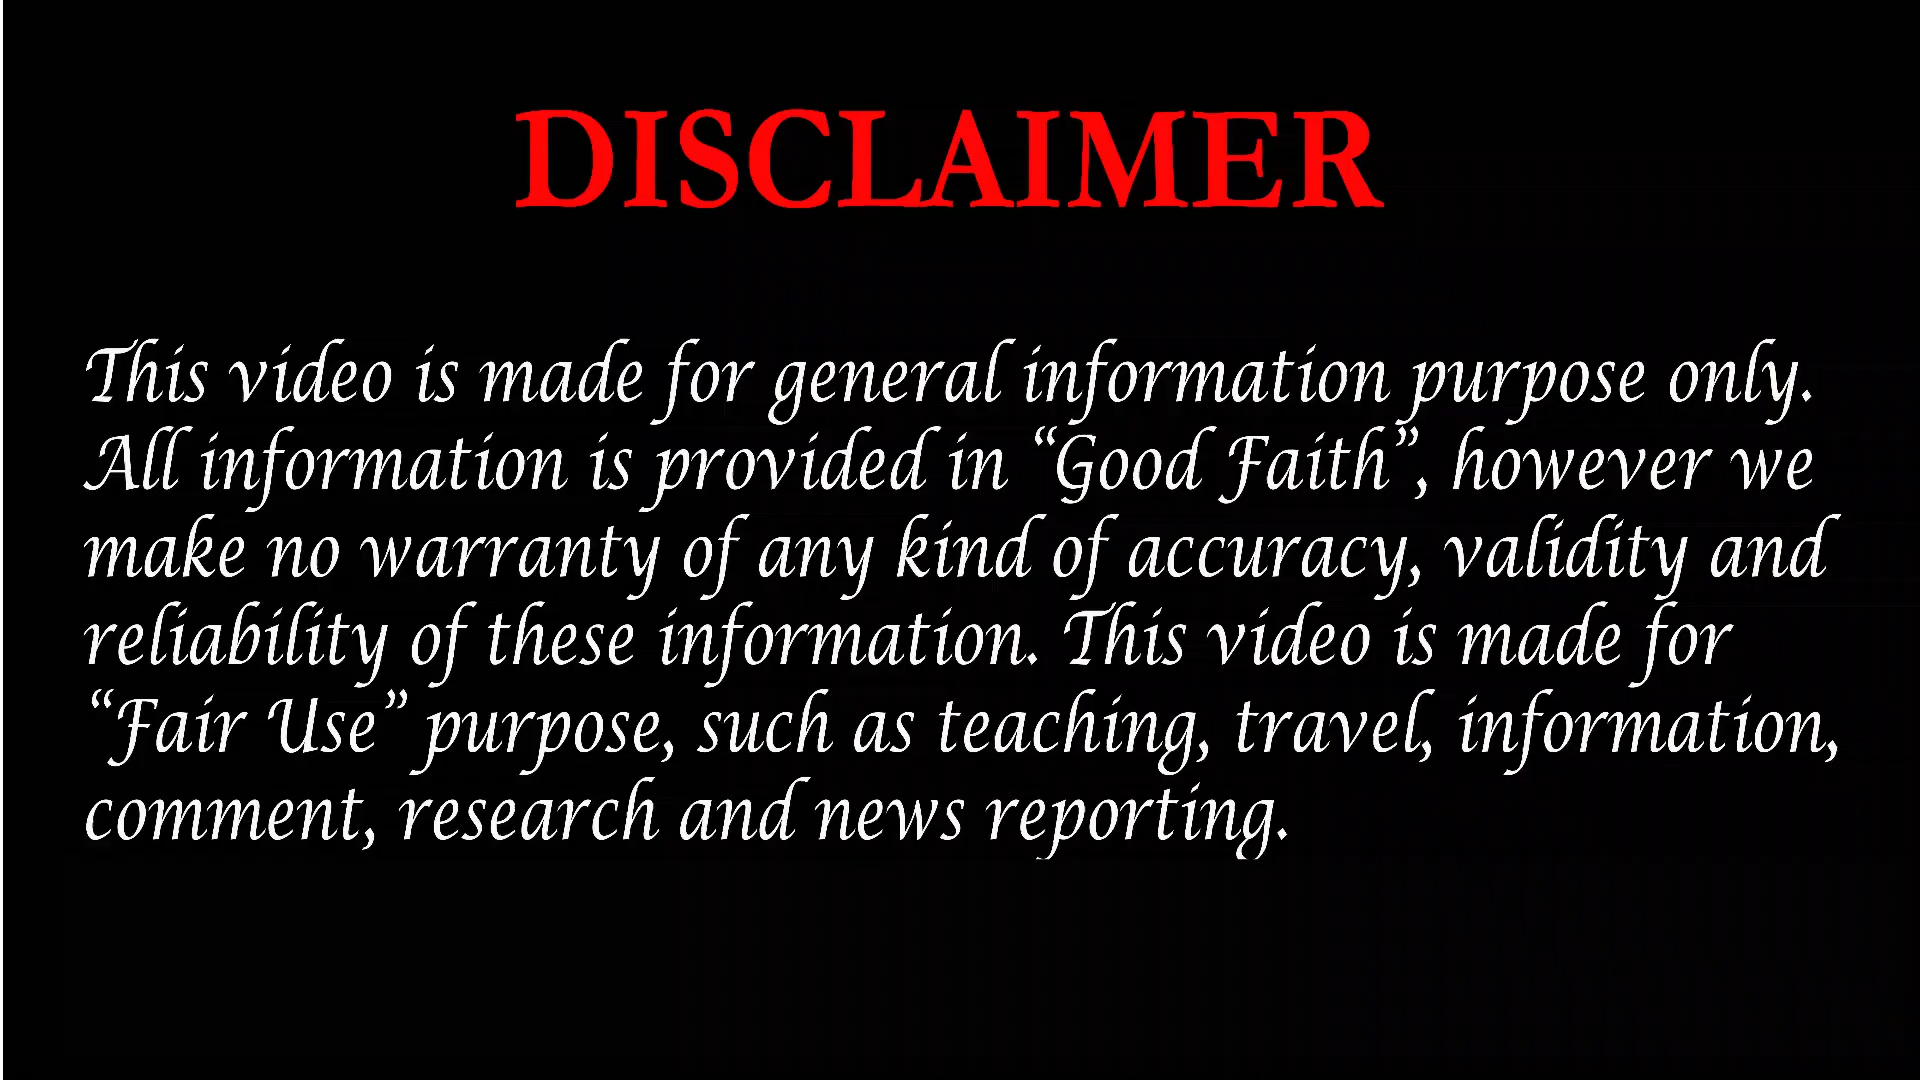 DISCLAIMER
This video is made for general information purpose only.
All information is provided in “Good Faith”, however we
make no warranty of any kind of accuracy, validity and
reliability of these information. This video is made for
“Fair Use” purpose, such as teaching, travel, information,
comment, research and news reporting.